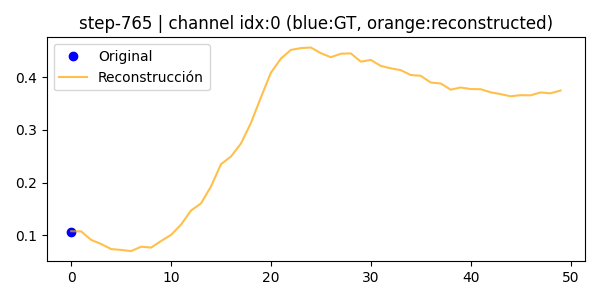 step-765 | channel idx:0 (blue:GT, orange:reconstructed)
Original
Reconstrucción
0.4
0.3
0.2
0.1
0 10 20 30 40 50